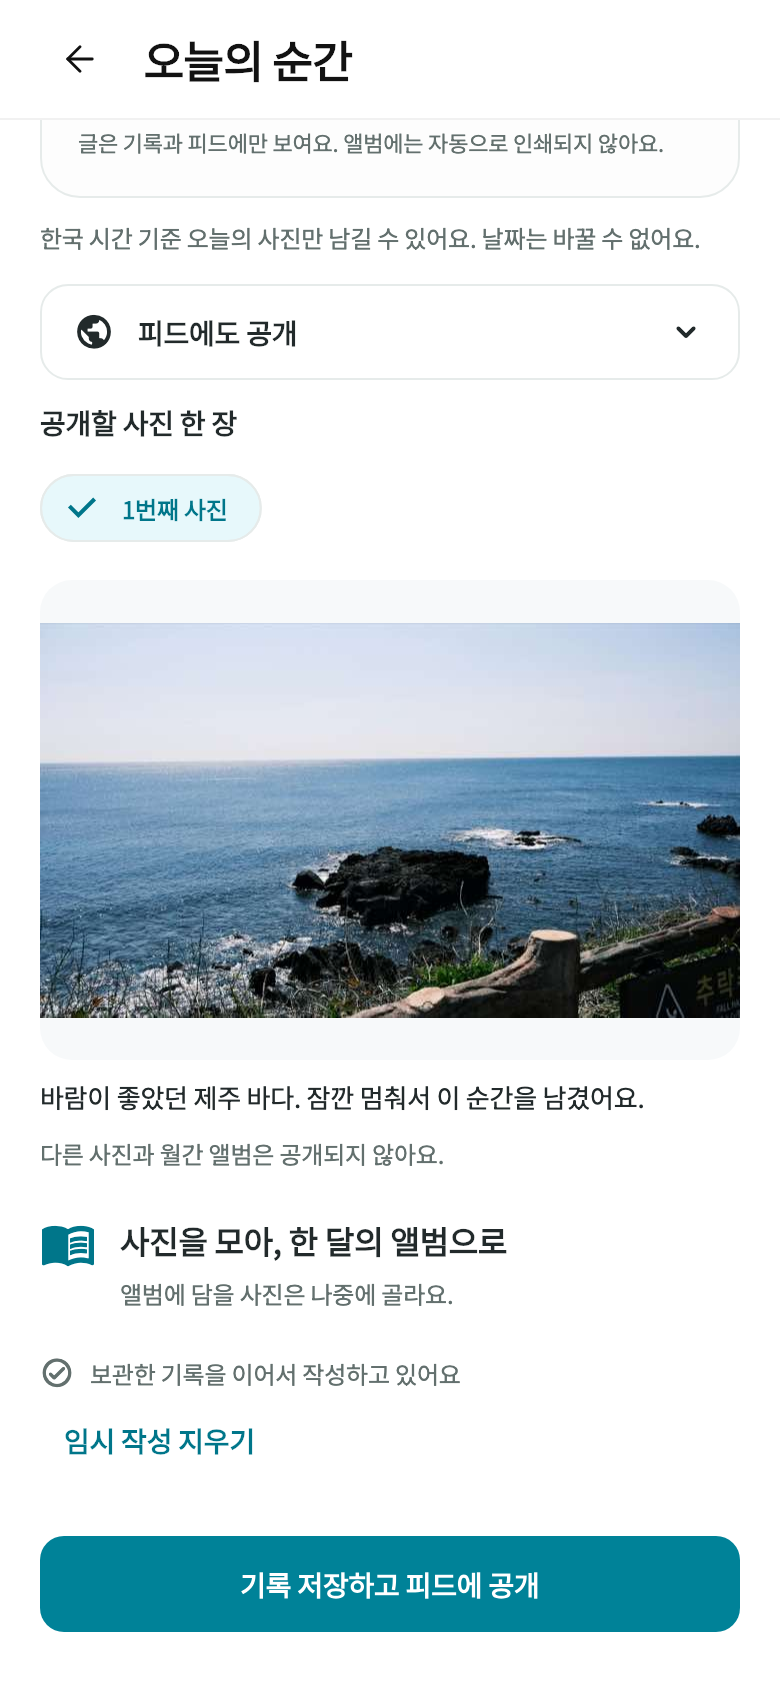 오늘의 순간
글은 기록과 피드에만 보여요. 앨범에는 자동으로 인쇄되지 않아요.
한국 시간 기준 오늘의 사진만 남길 수 있어요. 날짜는 바꿀 수 없어요.
피드에도 공개
공개할 사진 한 장
1번째 사진
추락
바람이 좋았던 제주 바다. 잠깐 멈춰서 이 순간을 남겼어요.
다른 사진과 월간 앨범은 공개되지 않아요.
사진을 모아, 한 달의 앨범으로
앨범에 담을 사진은 나중에 골라요.
보관한 기록을 이어서 작성하고 있어요
임시 작성 지우기
기록 저장하고 피드에 공개